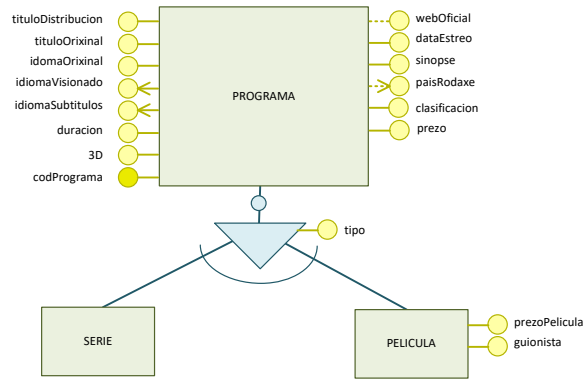 tituloDistribucion
tituloOrixinal
idomaOrixinal
idiomaVisionado
idiomaSubtitulos
duracion
3D
codPrograma
PROGRAMA
webOficial
dataEstreo
sinopse
paisRodaxe
clasificacion
prezo
tipo
SERIE
PELICULA
prezoPelicula
guionista